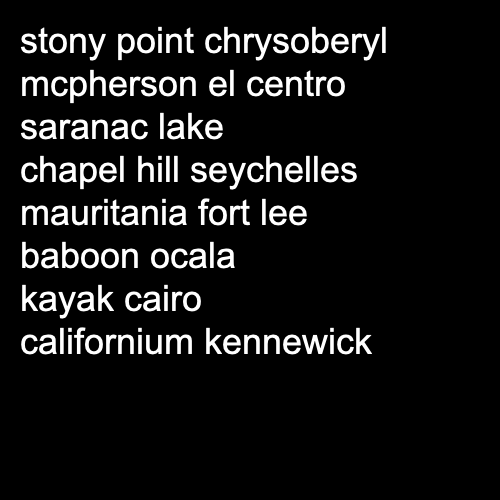 stony point chrysoberyl
mcpherson el centro
saranac lake
chapel hill seychelles
mauritania fort lee
baboon ocala
kayak cairo
californium kennewick